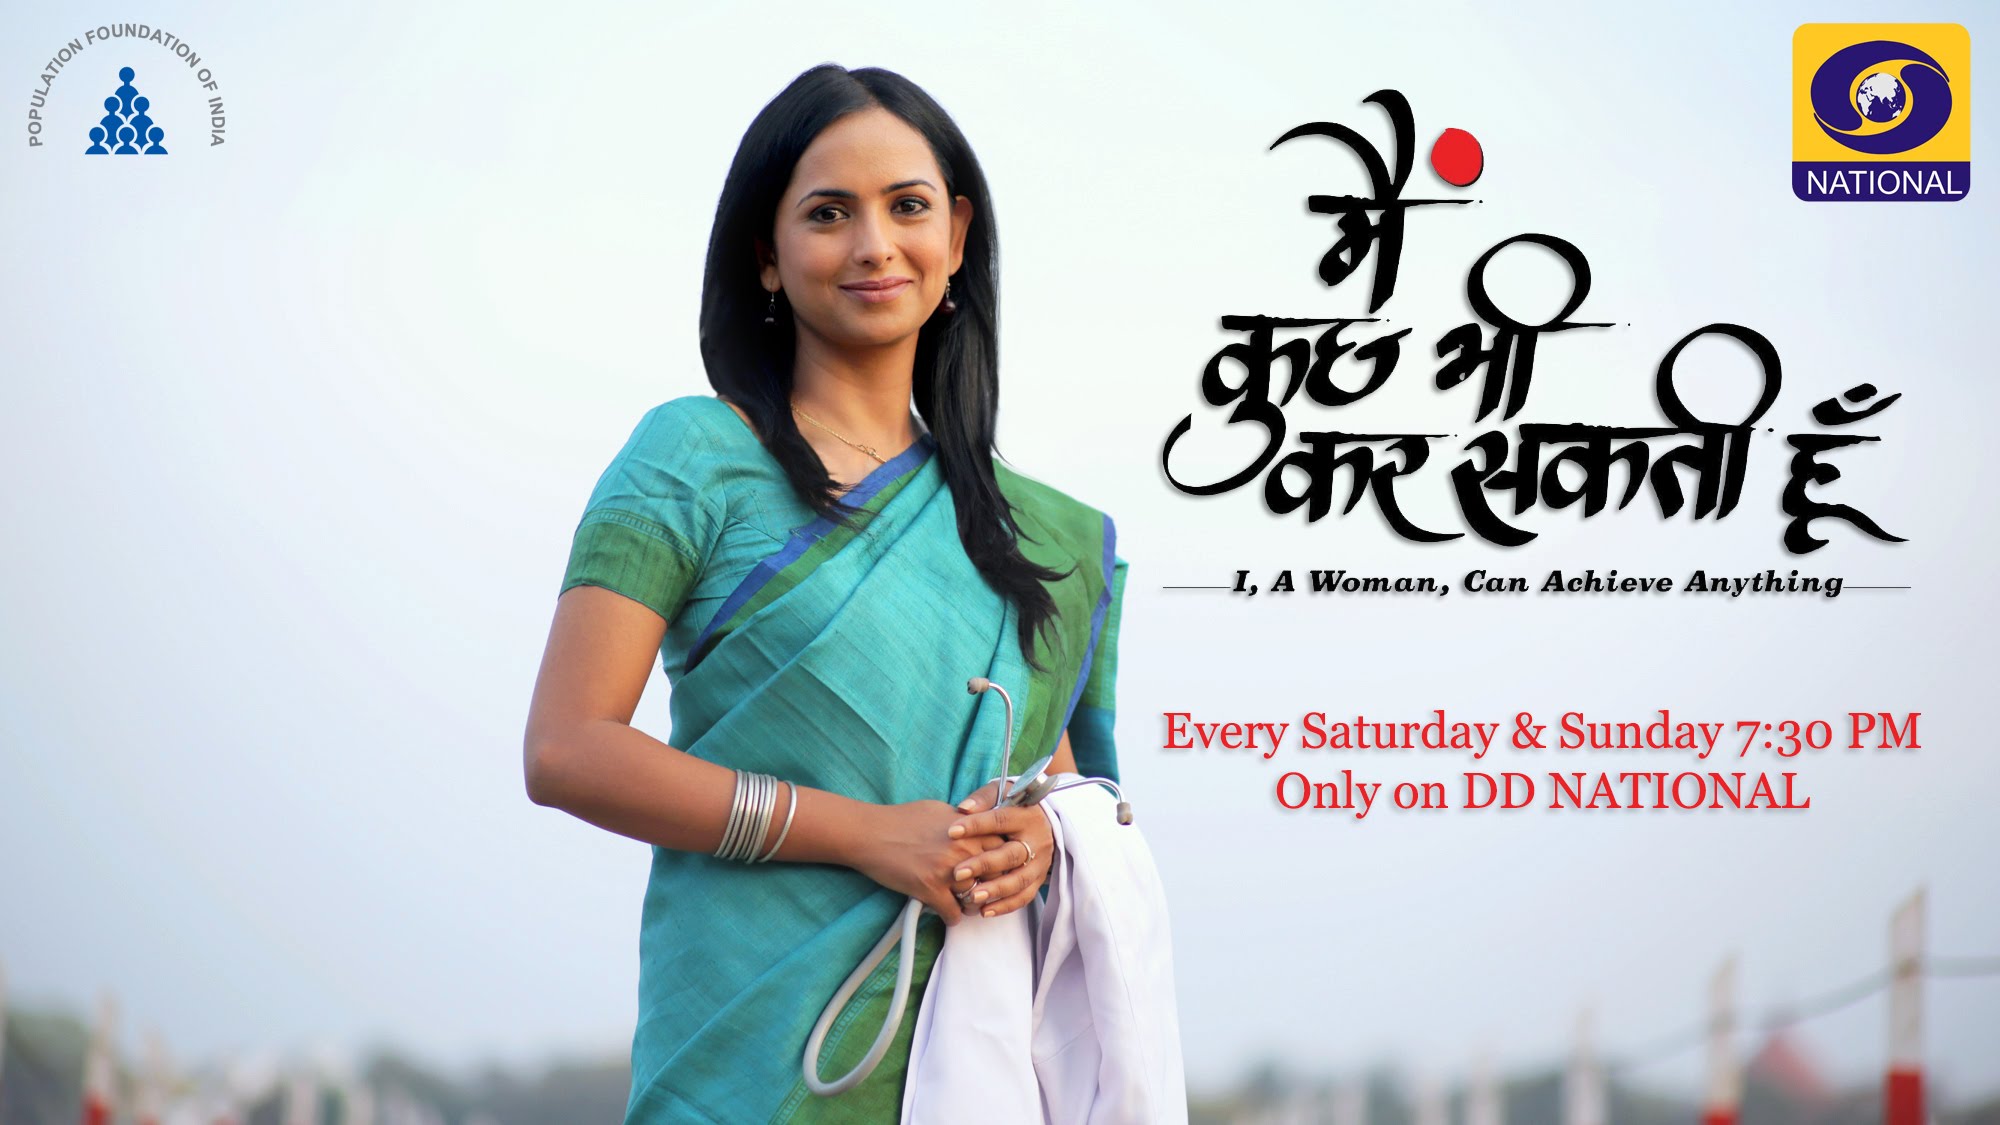 POPULATION FOUNDATION OF INDIA
NATIONAL
मैं
कुछ भी
कर सकती हूँ
I, A Woman, Can Achieve Anything
Every Saturday & Sunday 7:30 PM
Only on DD NATIONAL